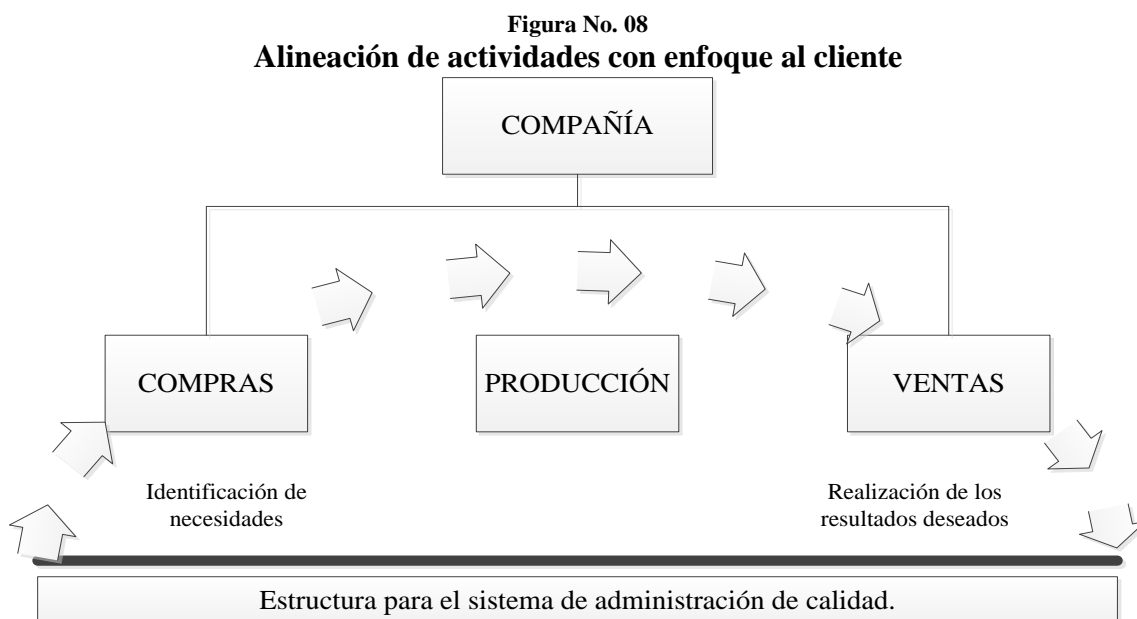 Figura No. 08
Alineación de actividades con enfoque al cliente
COMPAÑÍA
COMPRAS
PRODUCCIÓN
VENTAS
Identificación de
necesidades
Realización de los
resultados deseados
Estructura para el sistema de administración de calidad.